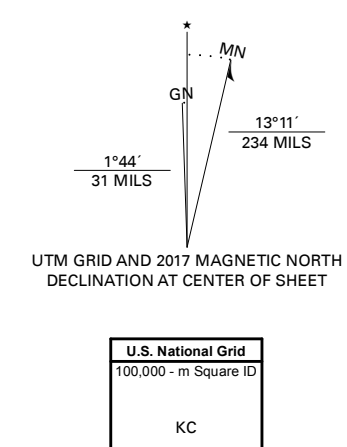 ★
MN
GN
13°11´
234 MILS
1°44´
31 MILS
UTM GRID AND 2017 MAGNETIC NORTH
DECLINATION AT CENTER OF SHEET
U.S. National Grid
100,000 - m Square ID
KC